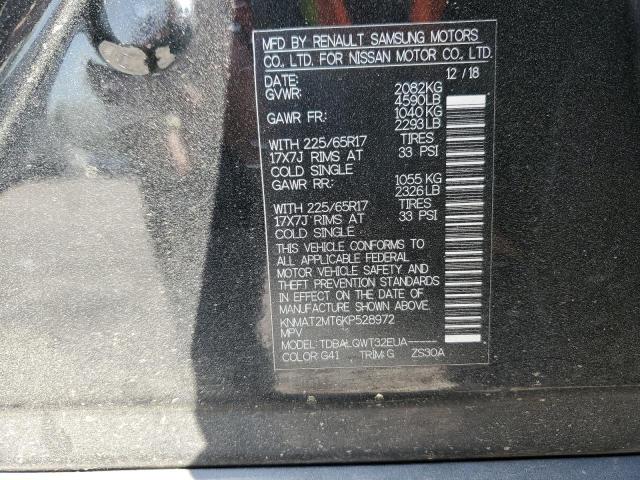 MFD BY RENAULT SAMSUNG MOTORS
CO., LTD. FOR NISSAN MOTOR CO., LTD.
DATE: 12 / 18
GVWR: 2082KG
4590LB
GAWR FR: 1040 KG
2293LB
WITH 225/65R17 TIRES
17X7J RIMS AT 33 PSI
COLD SINGLE
GAWR RR: 1055 KG
2326LB
WITH 225/65R17 TIRES
17X7J RIMS AT 33 PSI
COLD SINGLE
THIS VEHICLE CONFORMS TO
ALL APPLICABLE FEDERAL
MOTOR VEHICLE SAFETY AND
THEFT PREVENTION STANDARDS
IN EFFECT ON THE DATE OF
MANUFACTURE SHOWN ABOVE.
KNMAT2MT6KP528972
MPV
MODEL: TDBALGWT32EUA-----
COLOR: G41 TRIM: G ZS30A